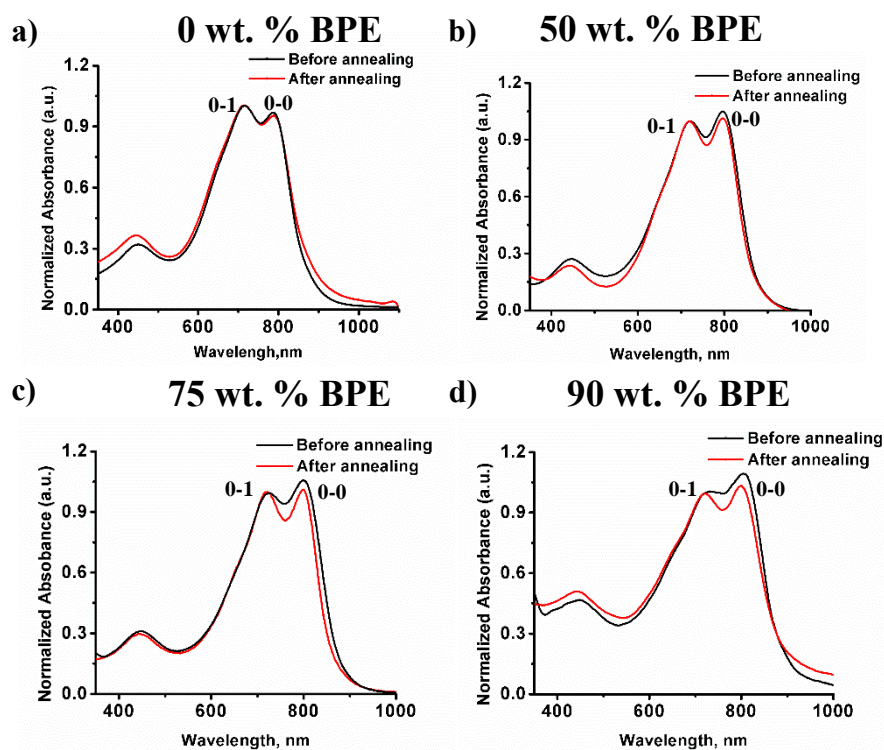 a)
0 wt. % BPE
Before annealing
After annealing
0-1
0-0
Normalized Absorbance (a.u.)
1.2
0.9
0.6
0.3
0.0
400 600 800 1000
Wavelengh,nm
b)
50 wt. % BPE
Before annealing
After annealing
0-1
0-0
Normalized Absorbance (a.u.)
1.2
0.9
0.6
0.3
0.0
400 600 800 1000
Wavelength, nm
c)
75 wt. % BPE
Before annealing
After annealing
0-1
0-0
Normalized Absobance (a.u.)
1.2
0.9
0.6
0.3
0.0
400 600 800 1000
Wavelength, nm
d)
90 wt. % BPE
Before annealing
After annealing
0-1
0-0
Normalized Absorbance (a.u.)
1.2
0.9
0.6
0.3
0.0
400 600 800 1000
Wavelength, nm